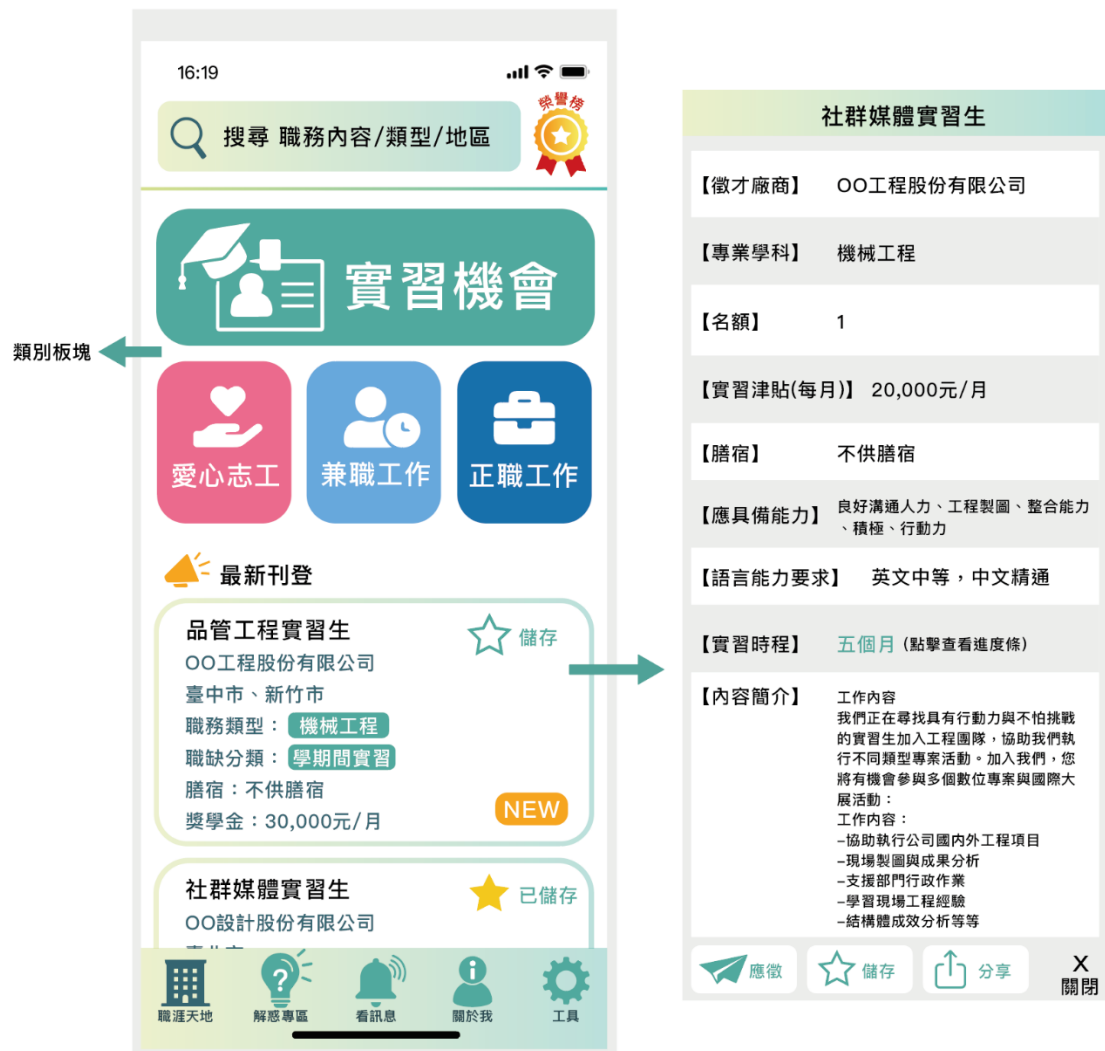 16:19
搜尋 職務內容/類型/地區
榮譽榜
實習機會
類別板塊
愛心志工
兼職工作
正職工作
最新刊登
品管工程實習生
儲存
OO工程股份有限公司
臺中市、新竹市
職務類型： 機械工程
職缺分類： 學期間實習
膳宿：不供膳宿
獎學金：30,000元/月
NEW
社群媒體實習生
已儲存
OO設計股份有限公司
職涯天地
解惑專區
看訊息
關於我
工具
社群媒體實習生
【徵才廠商】 OO工程股份有限公司
【專業學科】 機械工程
【名額】 1
【實習津貼(每月)】 20,000元/月
【膳宿】 不供膳宿
【應具備能力】 良好溝通人力、工程製圖、整合能力
、積極、行動力
【語言能力要求】 英文中等，中文精通
【實習時程】 五個月 (點擊查看進度條)
【內容簡介】 工作內容
我們正在尋找具有行動力與不怕挑戰
的實習生加入工程團隊，協助我們執
行不同類型專案活動。加入我們，您
將有機會參與多個數位專案與國際大
展活動：
工作內容：
–協助執行公司國內外工程項目
–現場製圖與成果分析
–支援部門行政作業
–學習現場工程經驗
–結構體成效分析等等
應徵
儲存
分享
X
關閉